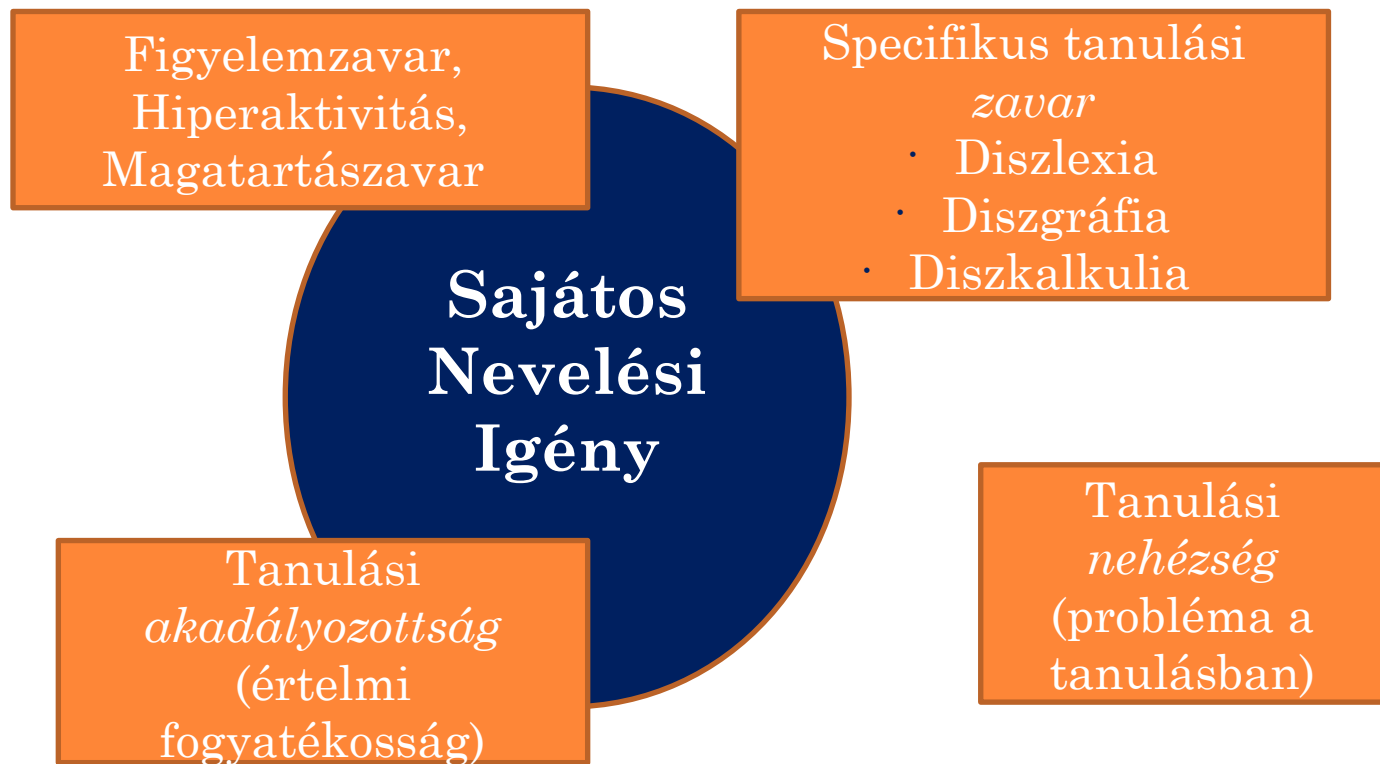 Figyelemzavar,
Hiperaktivitás,
Magatartászavar
Specifikus tanulási
zavar
· Diszlexia
· Diszgráfia
· Diszkalkulia
Sajátos
Nevelési
Igény
Tanulási
akadályozottság
(értelmi
fogyatékosság)
Tanulási
nehézség
(probléma a
tanulásban)